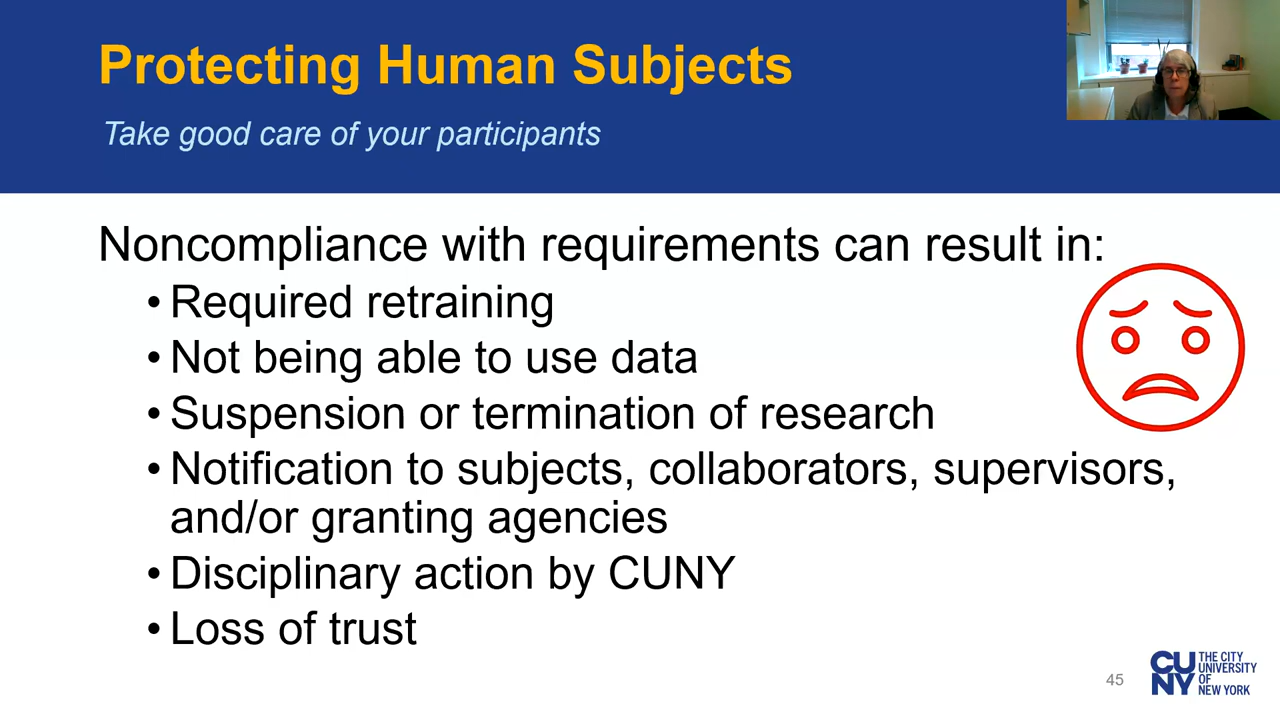 Protecting Human Subjects
Take good care of your participants
Noncompliance with requirements can result in:
• Required retraining
• Not being able to use data
• Suspension or termination of research
• Notification to subjects, collaborators, supervisors,
and/or granting agencies
• Disciplinary action by CUNY
• Loss of trust
45
CU
NY
THE CITY
UNIVERSITY
OF
NEW YORK